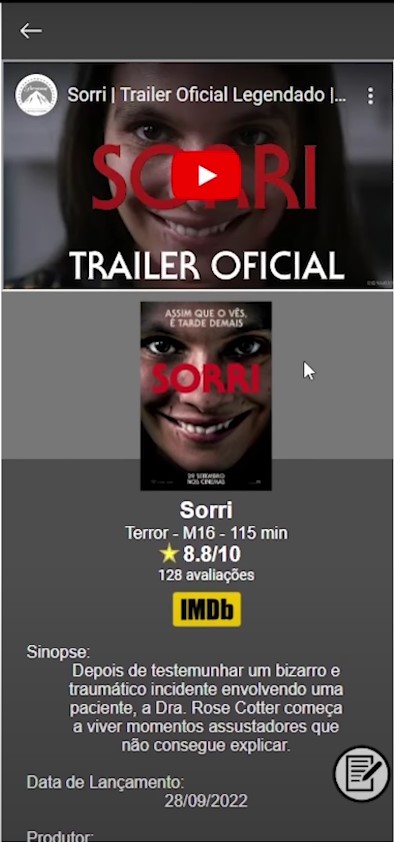 Sorri | Trailer Oficial Legendado |...
SORRI
TRAILER OFICIAL
ASSIM QUE O VÊS,
É TARDE DEMAIS
SORRI
29 SETEMBRO
NOS CINEMAS
Sorri
Terror - M16 - 115 min
8.8/10
128 avaliações
IMDb
Sinopse:
Depois de testemunhar um bizarro e
traumático incidente envolvendo uma
paciente, a Dra. Rose Cotter começa
a viver momentos assustadores que
não consegue explicar.
Data de Lançamento:
28/09/2022
Produtor: